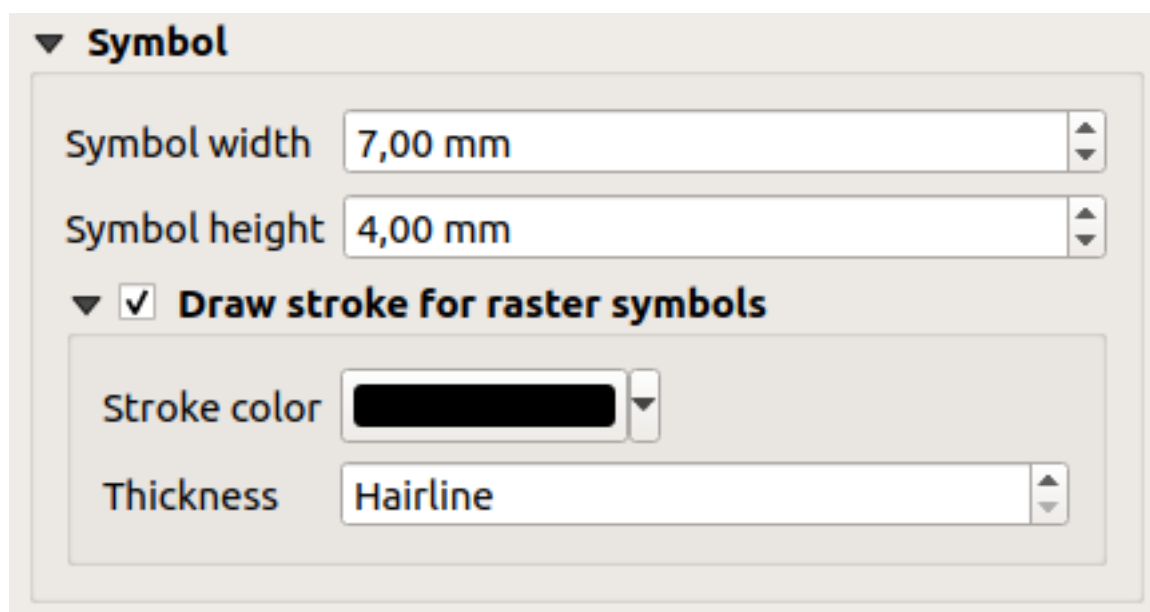 Symbol
Symbol width 7,00 mm
Symbol height 4,00 mm
Draw stroke for raster symbols
Stroke color
Thickness Hairline